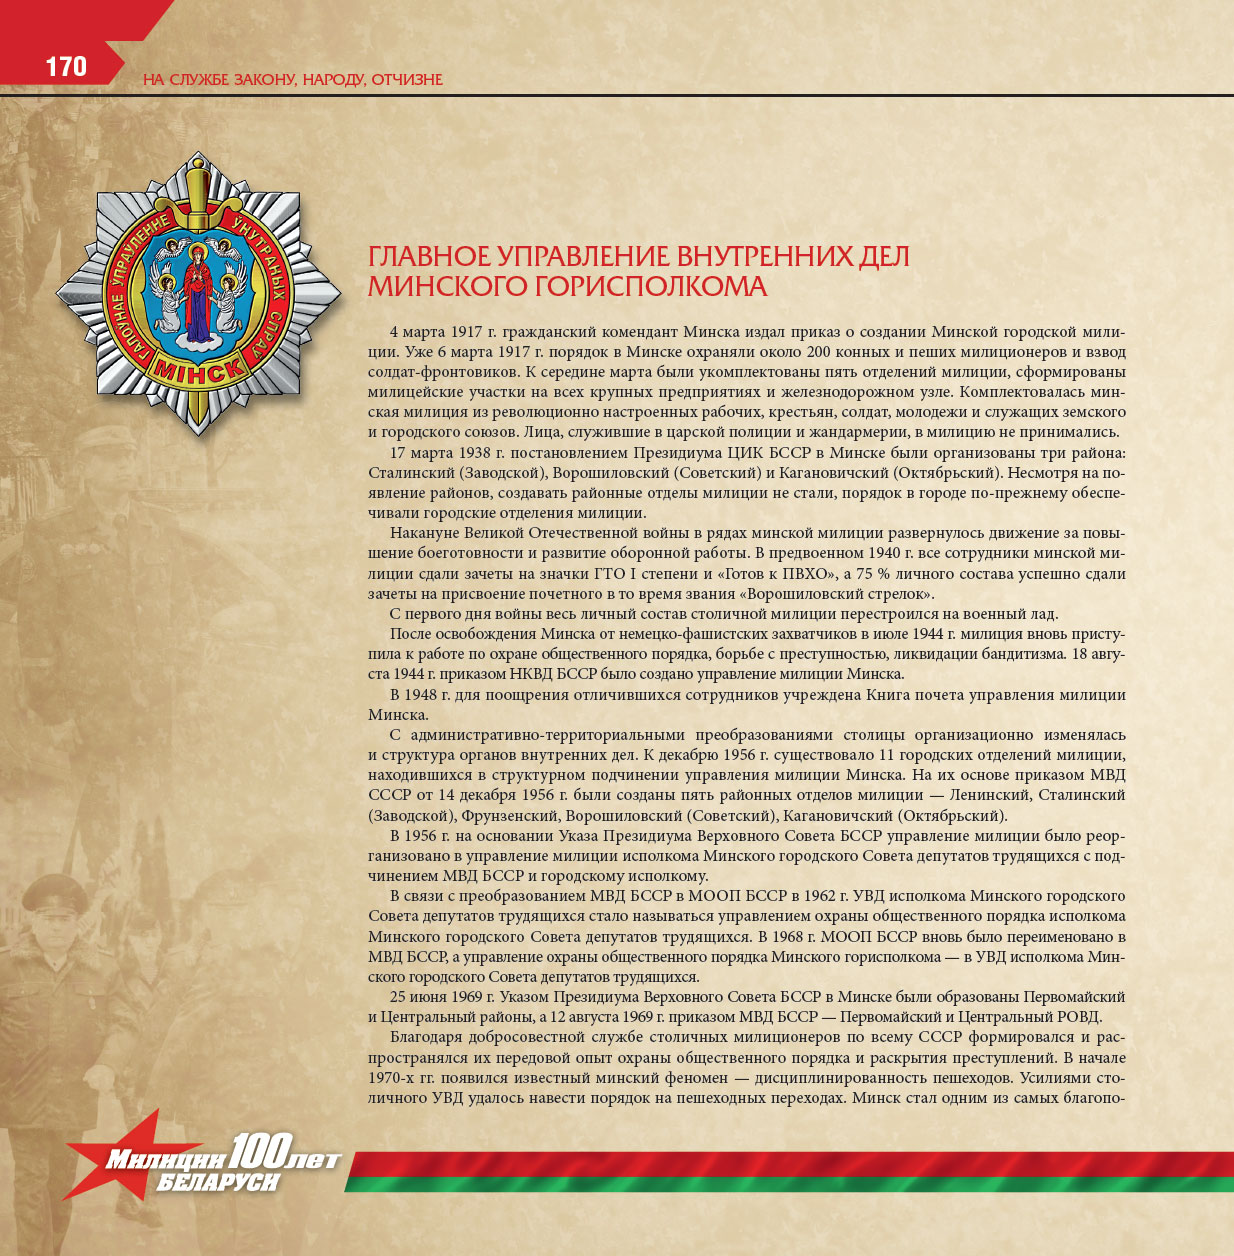 170
НА СЛУЖБЕ ЗАКОНУ, НАРОДУ, ОТЧИЗНЕ
ГАЛОЎНАЕ УПРАЎЛЕННЕ ЎНУТРАНЫХ СПРАЎ
МІНСК
ГЛАВНОЕ УПРАВЛЕНИЕ ВНУТРЕННИХ ДЕЛ
МИНСКОГО ГОРИСПОЛКОМА
4 марта 1917 г. гражданский комендант Минска издал приказ о создании Минской городской мили-
ции. Уже 6 марта 1917 г. порядок в Минске охраняли около 200 конных и пеших милиционеров и взвод
солдат-фронтовиков. К середине марта были укомплектованы пять отделений милиции, сформированы
милицейские участки на всех крупных предприятиях и железнодорожном узле. Комплектовалась мин-
ская милиция из революционно настроенных рабочих, крестьян, солдат, молодежи и служащих земского
и городского союзов. Лица, служившие в царской полиции и жандармерии, в милицию не принимались.
17 марта 1938 г. постановлением Президиума ЦИК БССР в Минске были организованы три района:
Сталинский (Заводской), Ворошиловский (Советский) и Кагановичский (Октябрьский). Несмотря на по-
явление районов, создавать районные отделы милиции не стали, порядок в городе по-прежнему обеспе-
чивали городские отделения милиции.
Накануне Великой Отечественной войны в рядах минской милиции развернулось движение за повы-
шение боеготовности и развитие оборонной работы. В предвоенном 1940 г. все сотрудники минской ми-
лиции сдали зачеты на значки ГТО I степени и «Готов к ПВХО», а 75 % личного состава успешно сдали
зачеты на присвоение почетного в то время звания «Ворошиловский стрелок».
С первого дня войны весь личный состав столичной милиции перестроился на военный лад.
После освобождения Минска от немецко-фашистских захватчиков в июле 1944 г. милиция вновь присту-
пила к работе по охране общественного порядка, борьбе с преступностью, ликвидации бандитизма. 18 авгу-
ста 1944 г. приказом НКВД БССР было создано управление милиции Минска.
В 1948 г. для поощрения отличившихся сотрудников учреждена Книга почета управления милиции
Минска.
С административно-территориальными преобразованиями столицы организационно изменялась
и структура органов внутренних дел. К декабрю 1956 г. существовало 11 городских отделений милиции,
находившихся в структурном подчинении управления милиции Минска. На их основе приказом МВД
СССР от 14 декабря 1956 г. были созданы пять районных отделов милиции — Ленинский, Сталинский
(Заводской), Фрунзенский, Ворошиловский (Советский), Кагановичский (Октябрьский).
В 1956 г. на основании Указа Президиума Верховного Совета БССР управление милиции было реор-
ганизовано в управление милиции исполкома Минского городского Совета депутатов трудящихся с под-
чинением МВД БССР и городскому исполкому.
В связи с преобразованием МВД БССР в МООП БССР в 1962 г. УВД исполкома Минского городского
Совета депутатов трудящихся стало называться управлением охраны общественного порядка исполкома
Минского городского Совета депутатов трудящихся. В 1968 г. МООП БССР вновь было переименовано в
МВД БССР, а управление охраны общественного порядка Минского горисполкома — в УВД исполкома Мин-
ского городского Совета депутатов трудящихся.
25 июня 1969 г. Указом Президиума Верховного Совета БССР в Минске были образованы Первомайский
и Центральный районы, а 12 августа 1969 г. приказом МВД БССР — Первомайский и Центральный РОВД.
Благодаря добросовестной службе столичных милиционеров по всему СССР формировался и рас-
пространялся их передовой опыт охраны общественного порядка и раскрытия преступлений. В начале
1970-х гг. появился известный минский феномен — дисциплинированность пешеходов. Усилиями сто-
личного УВД удалось навести порядок на пешеходных переходах. Минск стал одним из самых благопо-
Милиции 100 лет
БЕЛАРУСИ